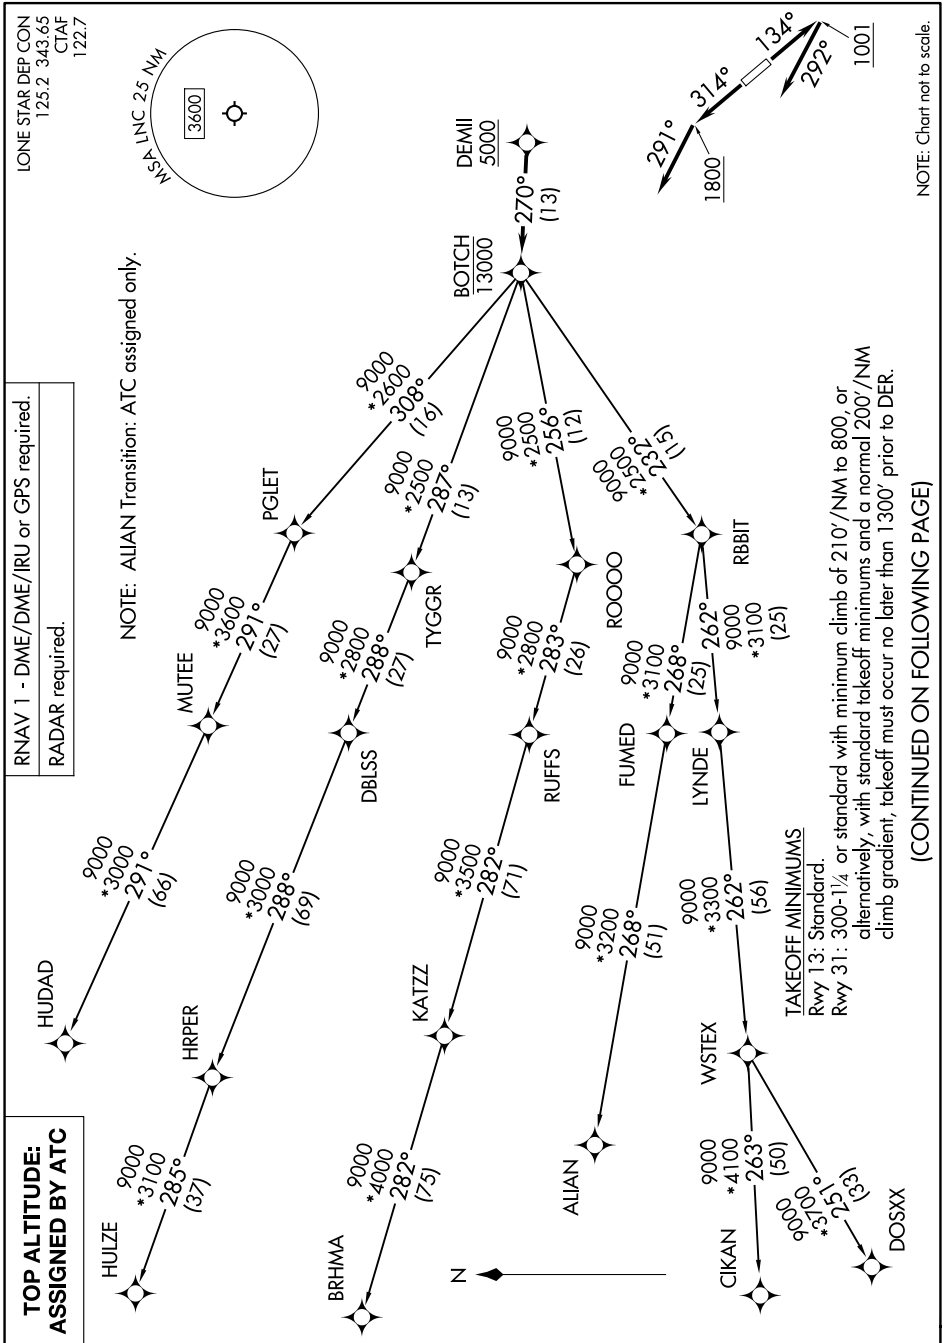 TOP ALTITUDE:
ASSIGNED BY ATC
RNAV 1 - DME/DME/IRU or GPS required.
RADAR required.
LONE STAR DEP CON
125.2 343.65
CTAF
122.7
NOTE: ALIAN Transition: ATC assigned only.
MSA LNC 25 NM
3600
HUDAD
9000
*3000
291°
(66)
MUTEE
9000
*3600
291°
(27)
PGLET
9000
*2600
308°
(16)
HULZE
9000
*3100
285°
(37)
HRPER
9000
*3000
288°
(69)
DBLSS
9000
*2800
288°
(27)
TYGGR
9000
*2500
287°
(13)
BOTCH
13000
270°
(13)
DEMII
5000
BRHMA
9000
*4000
282°
(75)
KATZZ
9000
*3500
282°
(71)
RUFFS
9000
*2800
283°
(26)
ROOOO
9000
*2500
256°
(12)
N
ALIAN
9000
*3200
268°
(51)
FUMED
9000
*3100
268°
(25)
RBBIT
9000
*2500
232°
(15)
CIKAN
9000
*4100
263°
(50)
WSTEX
9000
*3300
262°
(56)
LYNDE
262°
9000
*3100
(25)
DOSXX
9000
*3700
251°
(33)
291°
1800
314°
134°
292°
1001
TAKEOFF MINIMUMS
Rwy 13: Standard.
Rwy 31: 300-1¼ or standard with minimum climb of 210'/NM to 800, or
alternatively, with standard takeoff minimums and a normal 200'/NM
climb gradient, takeoff must occur no later than 1300' prior to DER.
(CONTINUED ON FOLLOWING PAGE)
NOTE: Chart not to scale.